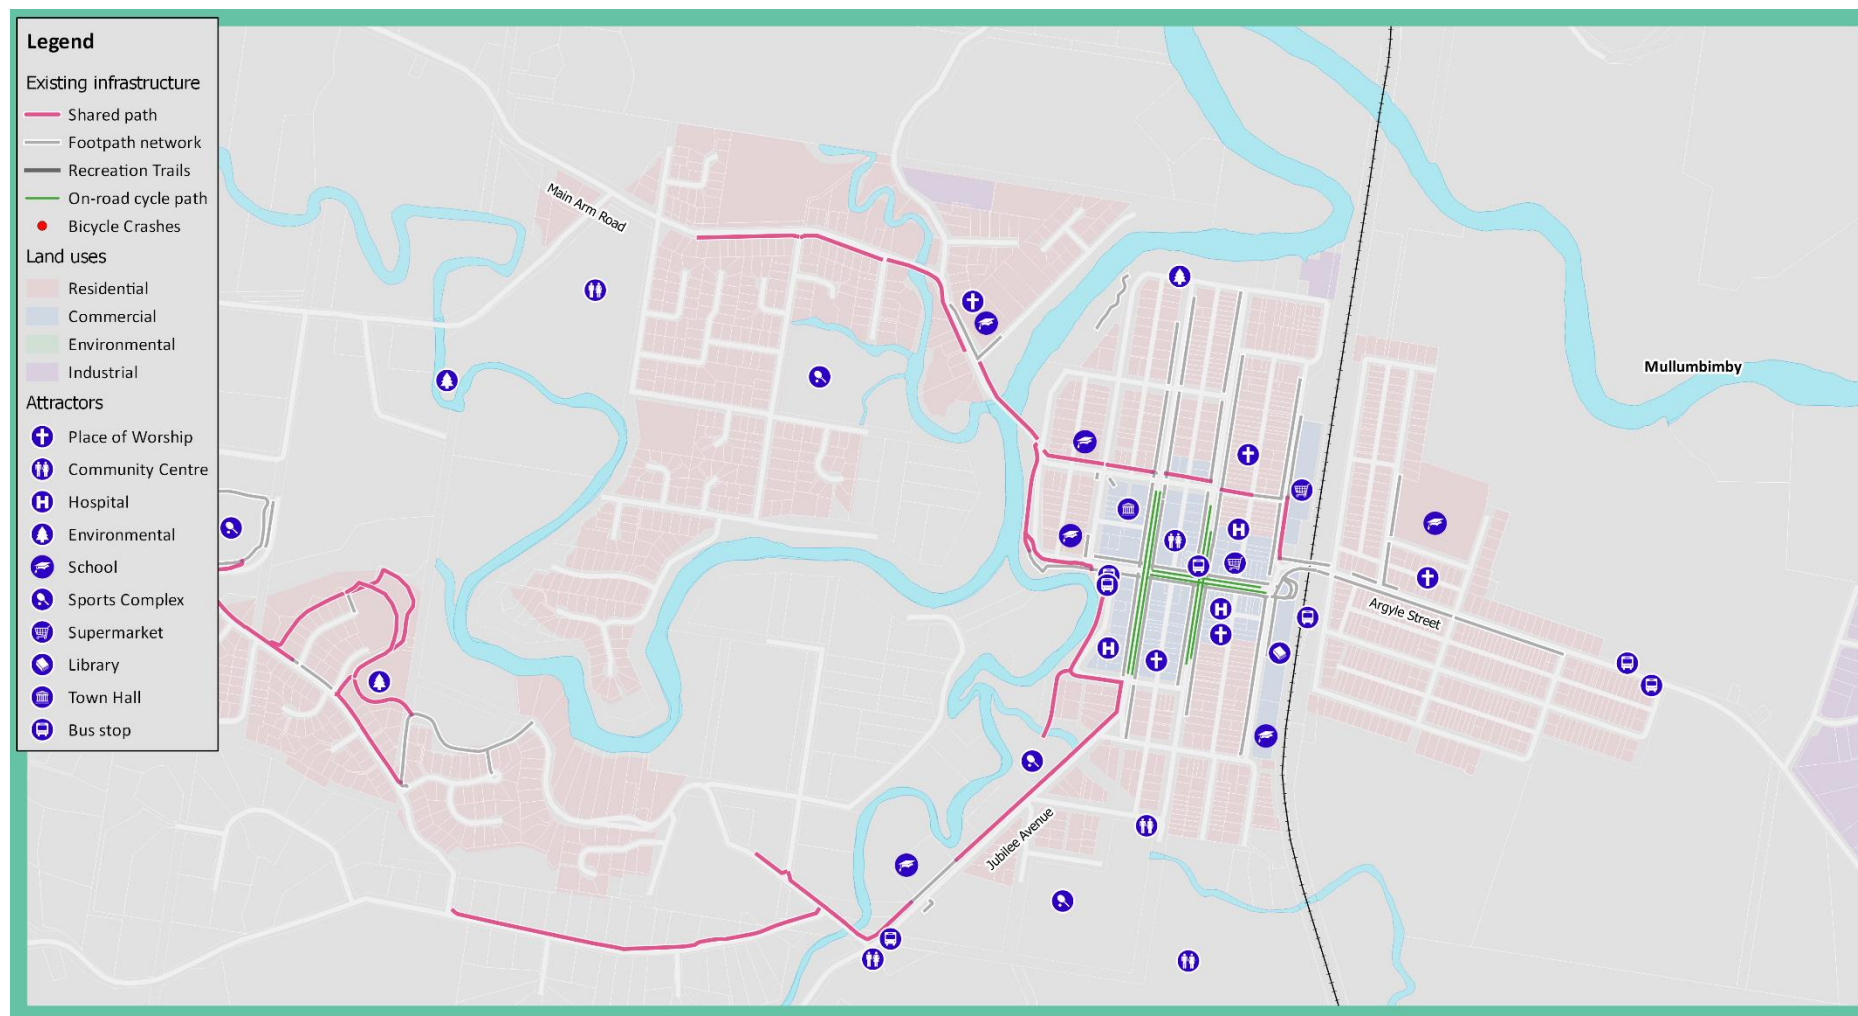 Legend
Existing infrastructure
Shared path
Footpath network
Recreation Trails
On-road cycle path
Bicycle Crashes
Land uses
Residential
Commercial
Environmental
Industrial
Attractors
Place of Worship
Community Centre
Hospital
Environmental
School
Sports Complex
Supermarket
Library
Town Hall
Bus stop
Main Arm Road
Mullumbimby
Argyle Street
Jubilee Avenue